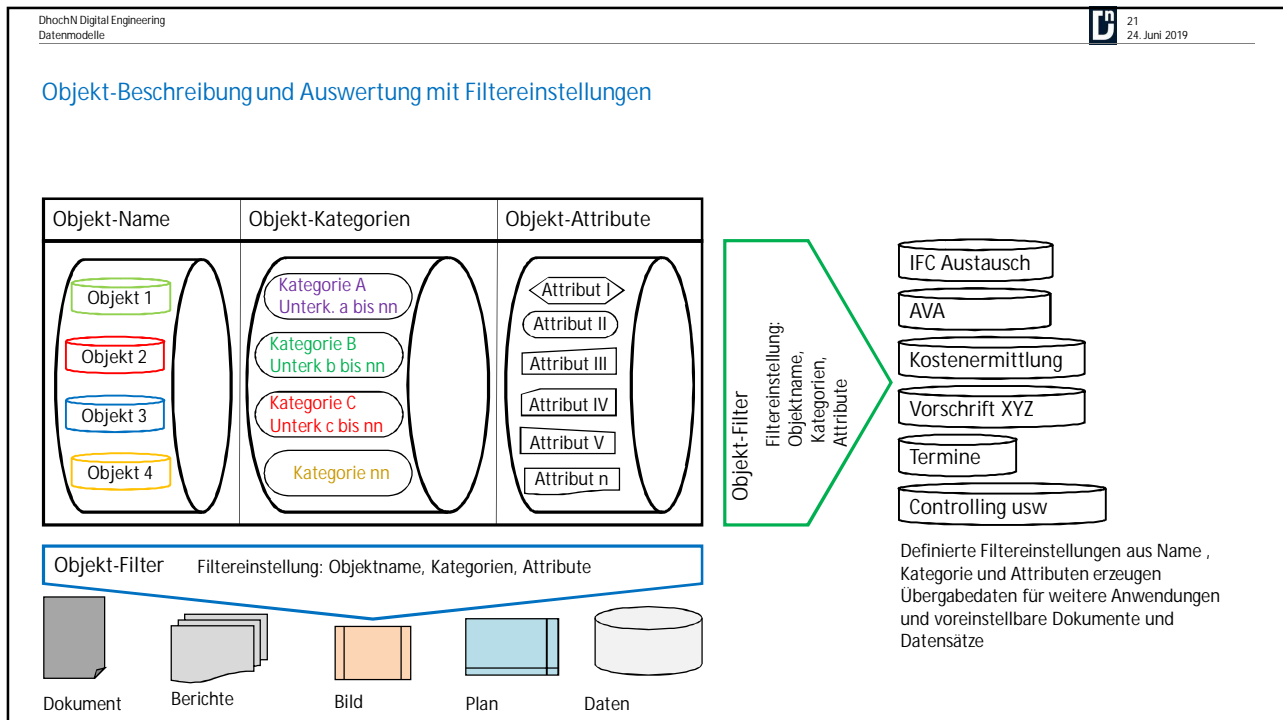 DhochN Digital Engineering
Datenmodelle
21
24. Juni 2019
Objekt-Beschreibung und Auswertung mit Filtereinstellungen
Objekt-Name
Objekt-Kategorien
Objekt-Attribute
Objekt 1
Objekt 2
Objekt 3
Objekt 4
Kategorie A
Unterk. a bis nn
Kategorie B
Unterk b bis nn
Kategorie C
Unterk c bis nn
Kategorie nn
Attribut I
Attribut II
Attribut III
Attribut IV
Attribut V
Attribut n
Objekt-Filter
Filtereinstellung:
Objektname,
Kategorien,
Attribute
IFC Austausch
AVA
Kostenermittlung
Vorschrift XYZ
Termine
Controlling usw
Definierte Filtereinstellungen aus Name ,
Kategorie und Attributen erzeugen
Übergabedaten für weitere Anwendungen
und voreinstellbare Dokumente und
Datensätze
Objekt-Filter Filtereinstellung: Objektname, Kategorien, Attribute
Dokument
Berichte
Bild
Plan
Daten